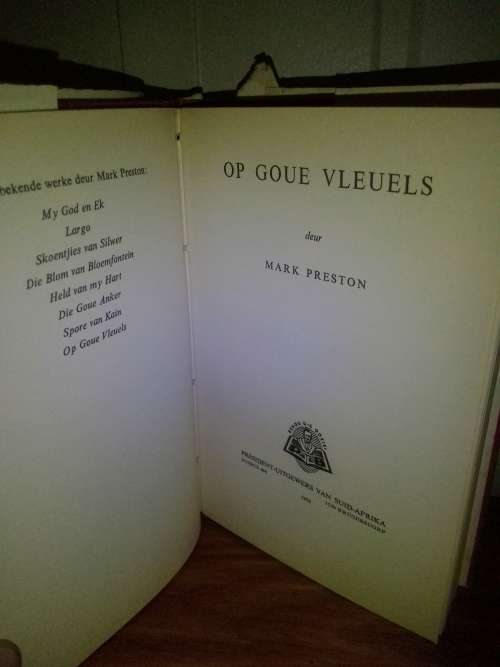 bekende werke deur Mark Preston:
My God en Ek
Largo
Skoentjies van Silwer
Die Blom van Bloemfontein
Held van my Hart
Die Goue Anker
Spore van Kain
Op Goue Vleuels
OP GOUE VLEUELS
deur
MARK PRESTON
PRESIDENT-UITGEWERS VAN SUID-AFRIKA
KRUGERSDORP